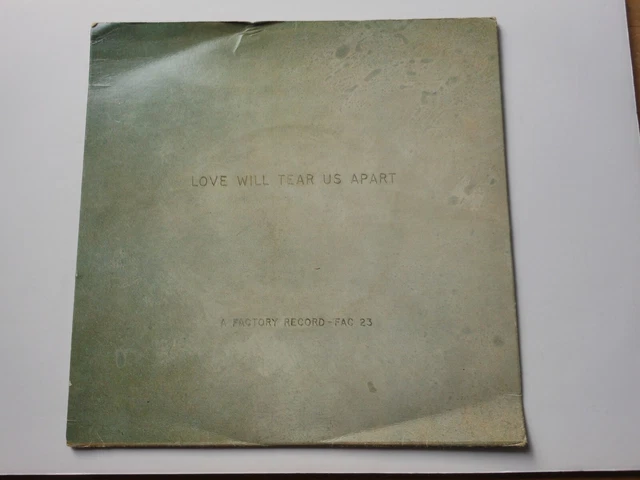 LOVE WILL TEAR US APART
A FACTORY RECORD-FAC 23